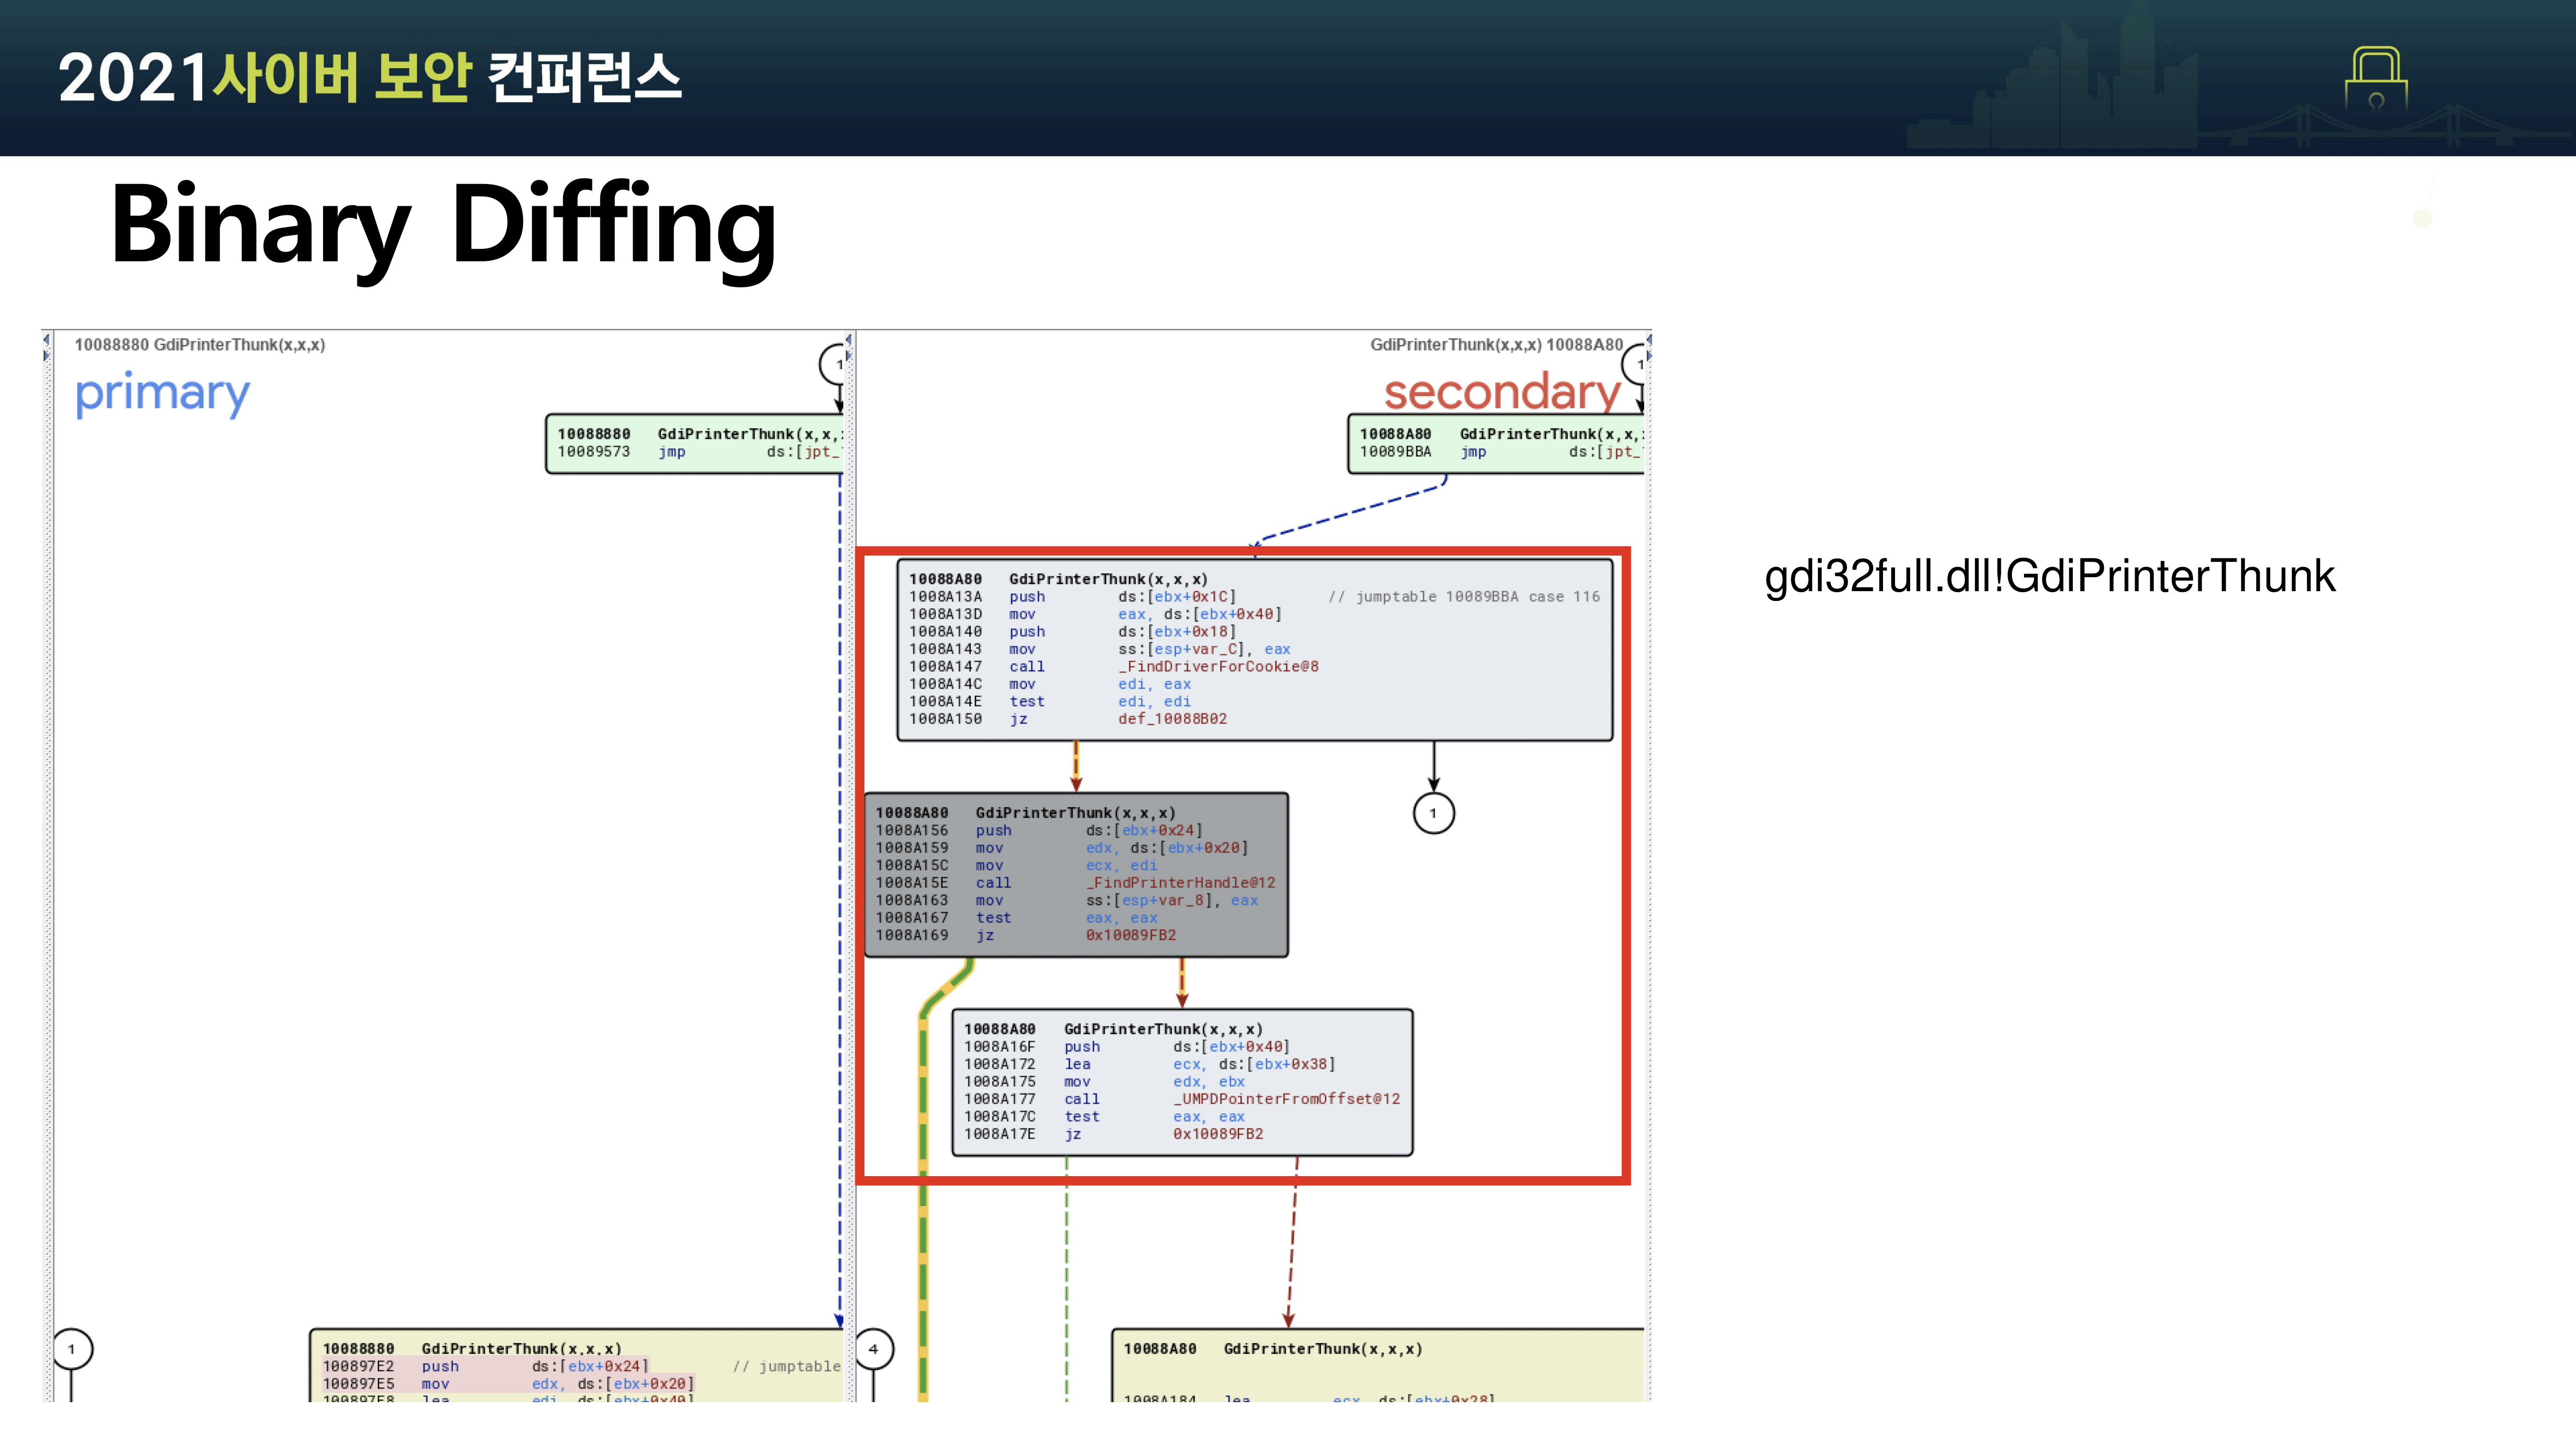 2021사이버 보안 컨퍼런스
Binary Diffing
10088880 GdiPrinterThunk(x,x,x)
primary
1
10088880 GdiPrinterThunk(x,x,
10089573 jmp ds:[jpt_
1
10088880 GdiPrinterThunk(x,x,x)
100897E2 push ds:[ebx+0x24] // jumptable
100897E5 mov edx, ds:[ebx+0x20]
100897E8 lea edi, ds:[ebx+0x40]
GdiPrinterThunk(x,x,x) 10088A80
secondary
1
10088A80 GdiPrinterThunk(x,x,
10089BBA jmp ds:[jpt_
10088A80 GdiPrinterThunk(x,x,x)
1008A13A push ds:[ebx+0x1C] // jumptable 10089BBA case 116
1008A13D mov eax, ds:[ebx+0x40]
1008A140 push ds:[ebx+0x18]
1008A143 mov ss:[esp+var_C], eax
1008A147 call _FindDriverForCookie@8
1008A14C mov edi, eax
1008A14E test edi, edi
1008A150 jz def_10088B02
1
10088A80 GdiPrinterThunk(x,x,x)
1008A156 push ds:[ebx+0x24]
1008A159 mov edx, ds:[ebx+0x20]
1008A15C mov ecx, edi
1008A15E call _FindPrinterHandle@12
1008A163 mov ss:[esp+var_8], eax
1008A167 test eax, eax
1008A169 jz 0x10089FB2
10088A80 GdiPrinterThunk(x,x,x)
1008A16F push ds:[ebx+0x40]
1008A172 lea ecx, ds:[ebx+0x38]
1008A175 mov edx, ebx
1008A177 call _UMPDPointerFromOffset@12
1008A17C test eax, eax
1008A17E jz 0x10089FB2
4
10088A80 GdiPrinterThunk(x,x,x)
1008A184 lea ecx, ds:[ebx+0x28]
gdi32full.dll!GdiPrinterThunk